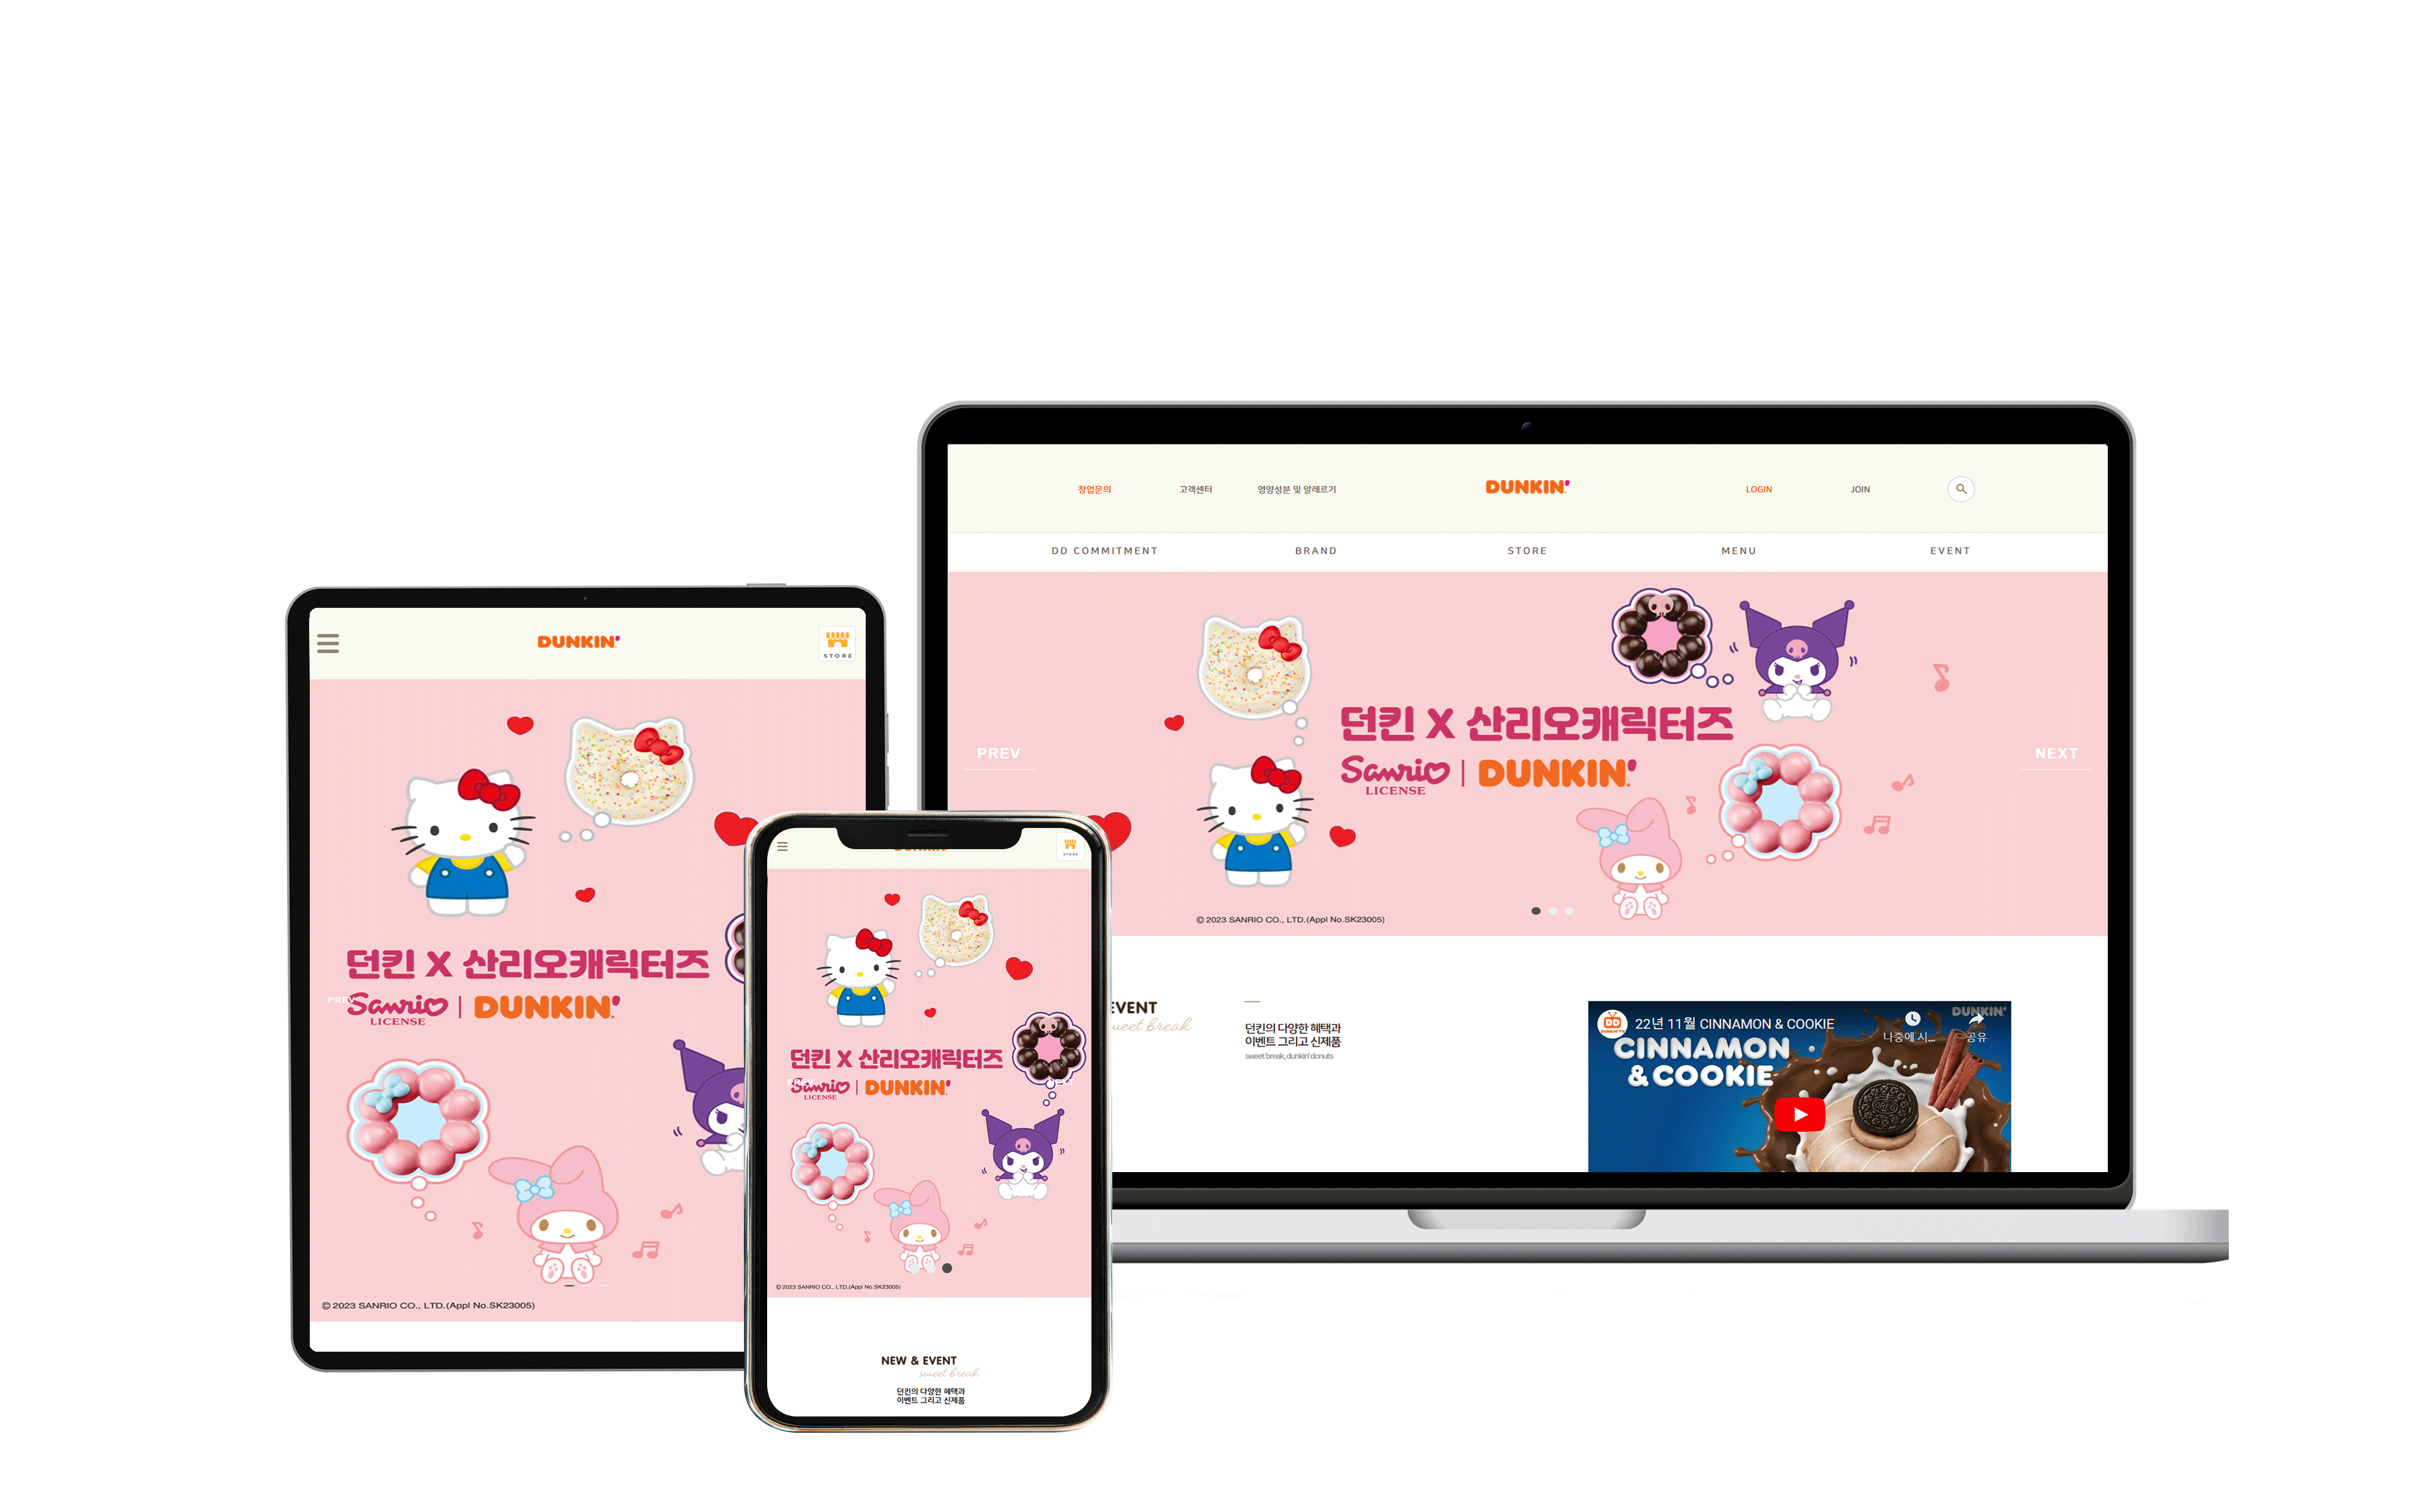 DUNKIN'
STORE
던킨 X 산리오캐릭터즈
PREV
Sanrio | DUNKIN'
LICENSE
© 2023 SANRIO CO., LTD.(Appl No.SK23005)
STORE
던킨 X 산리오캐릭터즈
Sanrio | DUNKIN'
LICENSE
© 2023 SANRIO CO., LTD.(Appl No.SK23005)
NEW & EVENT
sweet break
던킨의 다양한 혜택과
이벤트 그리고 신제품
창업문의 고객센터 영양성분 및 알레르기 DUNKIN' LOGIN JOIN
DD COMMITMENT BRAND STORE MENU EVENT
던킨 X 산리오캐릭터즈
PREV NEXT
Sanrio | DUNKIN'
LICENSE
© 2023 SANRIO CO., LTD.(Appl No.SK23005)
EVENT
weet break
던킨의 다양한 혜택과
이벤트 그리고 신제품
sweet break, dunkin' donuts
DUNKIN'
DD
22년 11월 CINNAMON & COOKIE
나중에 시... 공유
CINNAMON
& COOKIE
OREO